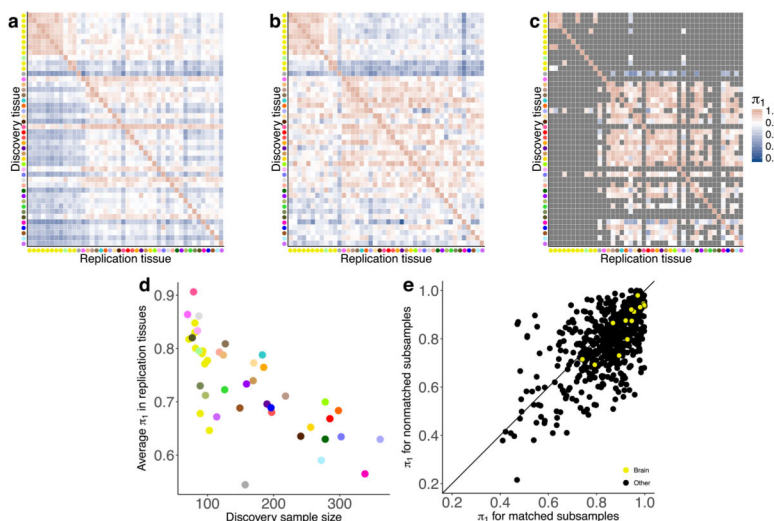 a
b
c
Discovery tissue
Discovery tissue
Discovery tissue
π1
1.
0.
0.
0.
Replication tissue
Replication tissue
Replication tissue
d
e
Average π1 in replication tissues
0.9
0.8
0.7
0.6
100
200
300
Discovery sample size
π1 for nonmatched subsamples
1.0
0.8
0.6
0.4
0.2
Brain
Other
0.2
0.4
0.6
0.8
1.0
π1 for matched subsamples